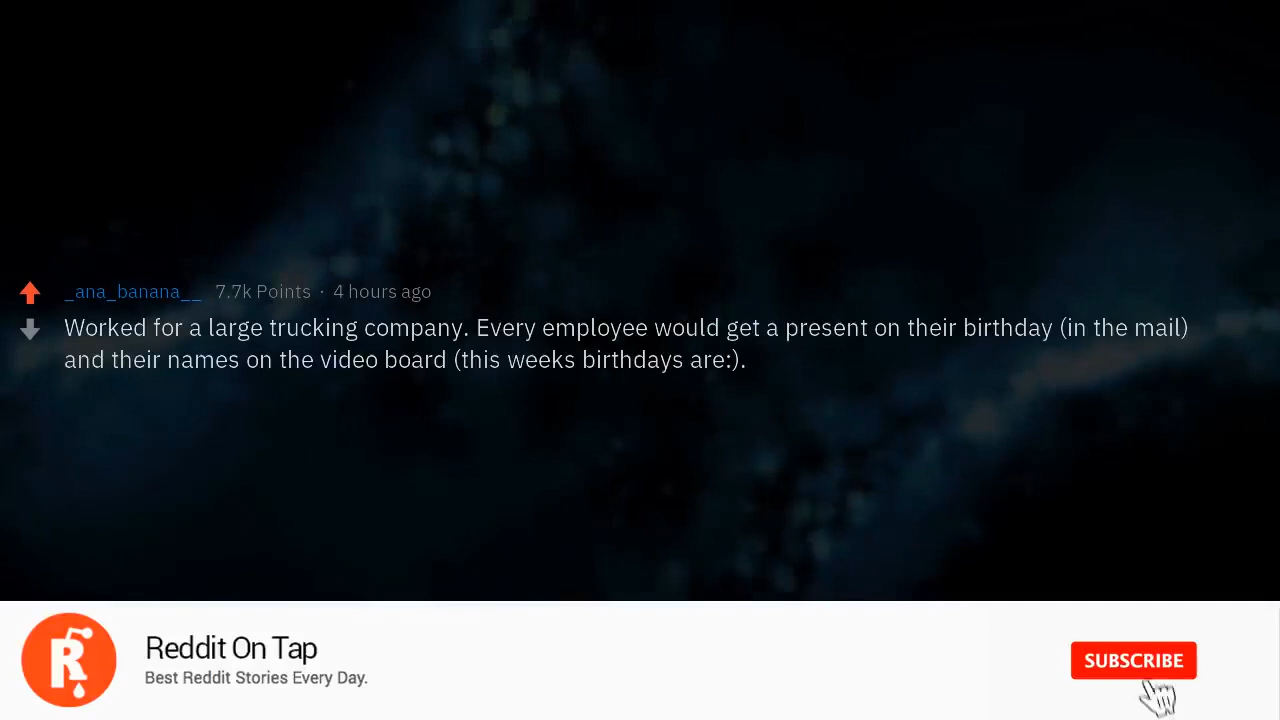 _ana_banana__ 7.7k Points · 4 hours ago
Worked for a large trucking company. Every employee would get a present on their birthday (in the mail)
and their names on the video board (this weeks birthdays are:).
Reddit On Tap
Best Reddit Stories Every Day.
SUBSCRIBE